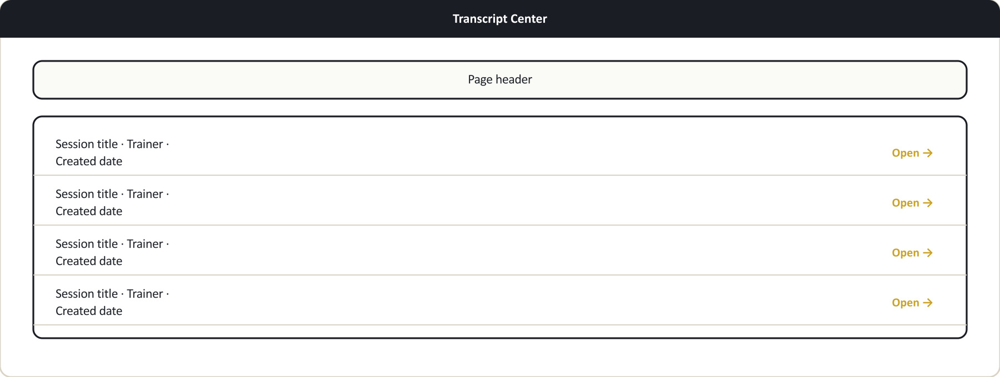 Transcript Center
Page header
Session title · Trainer ·
Created date
Open →
Session title · Trainer ·
Created date
Open →
Session title · Trainer ·
Created date
Open →
Session title · Trainer ·
Created date
Open →